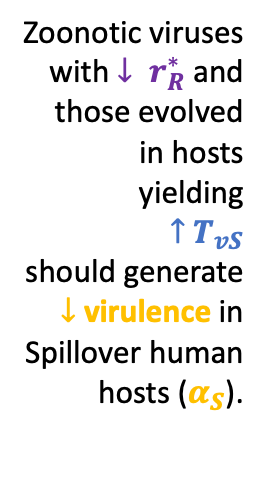 Zoonotic viruses
with ↓ r*R and
those evolved
in hosts
yielding
↑ TvS
should generate
↓ virulence in
Spillover human
hosts (αS).